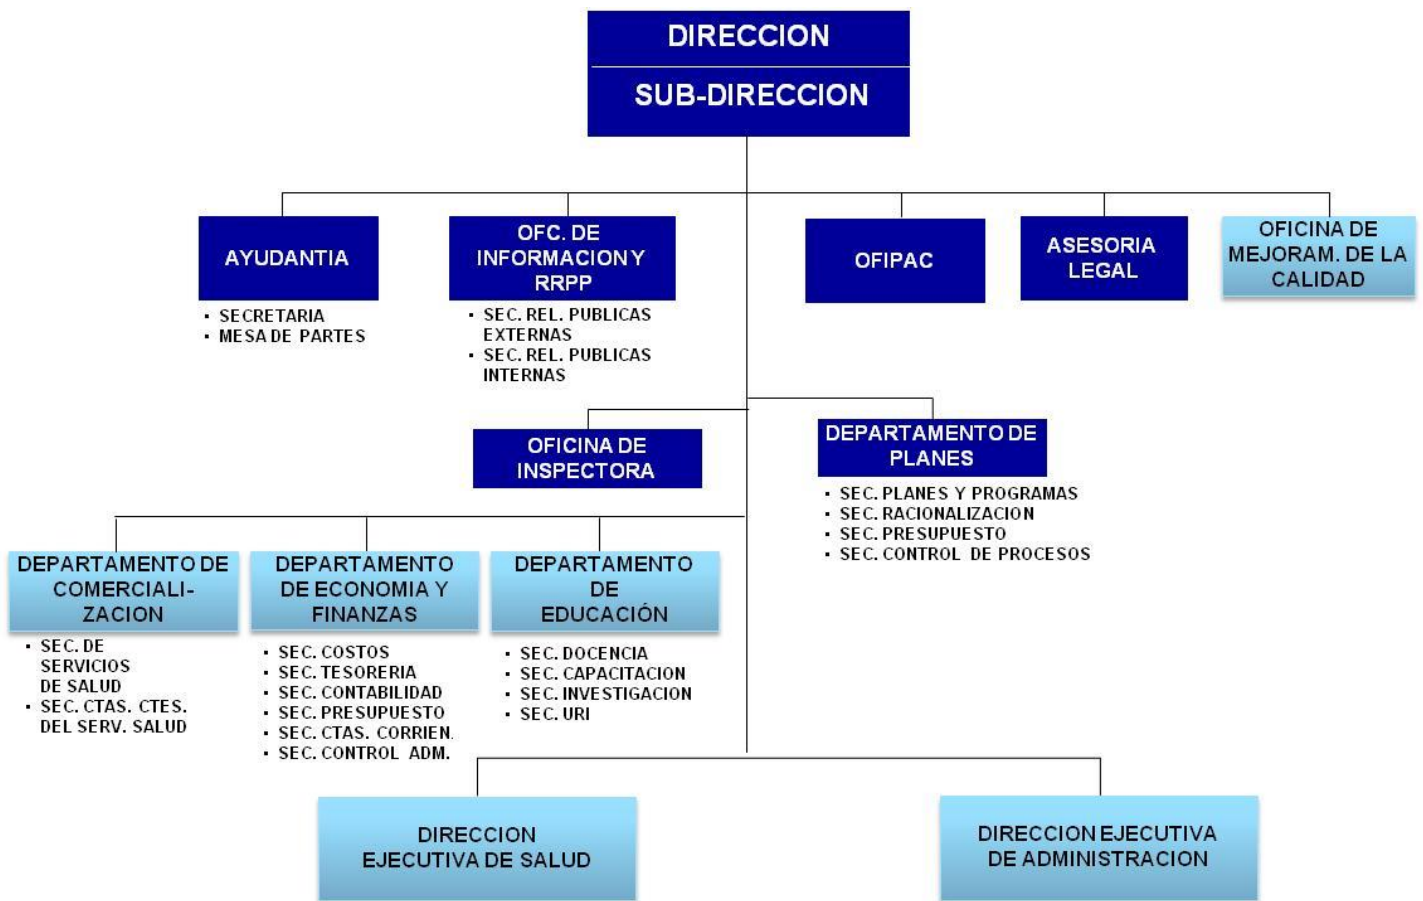 DIRECCION
SUB-DIRECCION
AYUDANTIA
▪ SECRETARIA
▪ MESA DE PARTES
OFC. DE
INFORMACION Y
RRPP
▪ SEC. REL. PUBLICAS
EXTERNAS
▪ SEC. REL. PUBLICAS
INTERNAS
OFIPAC
ASESORIA
LEGAL
OFICINA DE
MEJORAM. DE LA
CALIDAD
OFICINA DE
INSPECTORA
DEPARTAMENTO DE
PLANES
▪ SEC. PLANES Y PROGRAMAS
▪ SEC. RACIONALIZACION
▪ SEC. PRESUPUESTO
▪ SEC. CONTROL DE PROCESOS
DEPARTAMENTO DE
COMERCIALI-
ZACION
▪ SEC. DE
SERVICIOS
DE SALUD
▪ SEC. CTAS. CTES.
DEL SERV. SALUD
DEPARTAMENTO
DE ECONOMIA Y
FINANZAS
▪ SEC. COSTOS
▪ SEC. TESORERIA
▪ SEC. CONTABILIDAD
▪ SEC. PRESUPUESTO
▪ SEC. CTAS. CORRIEN.
▪ SEC. CONTROL ADM.
DEPARTAMENTO
DE
EDUCACIÓN
▪ SEC. DOCENCIA
▪ SEC. CAPACITACION
▪ SEC. INVESTIGACION
▪ SEC. URI
DIRECCION
EJECUTIVA DE SALUD
DIRECCION EJECUTIVA
DE ADMINISTRACION